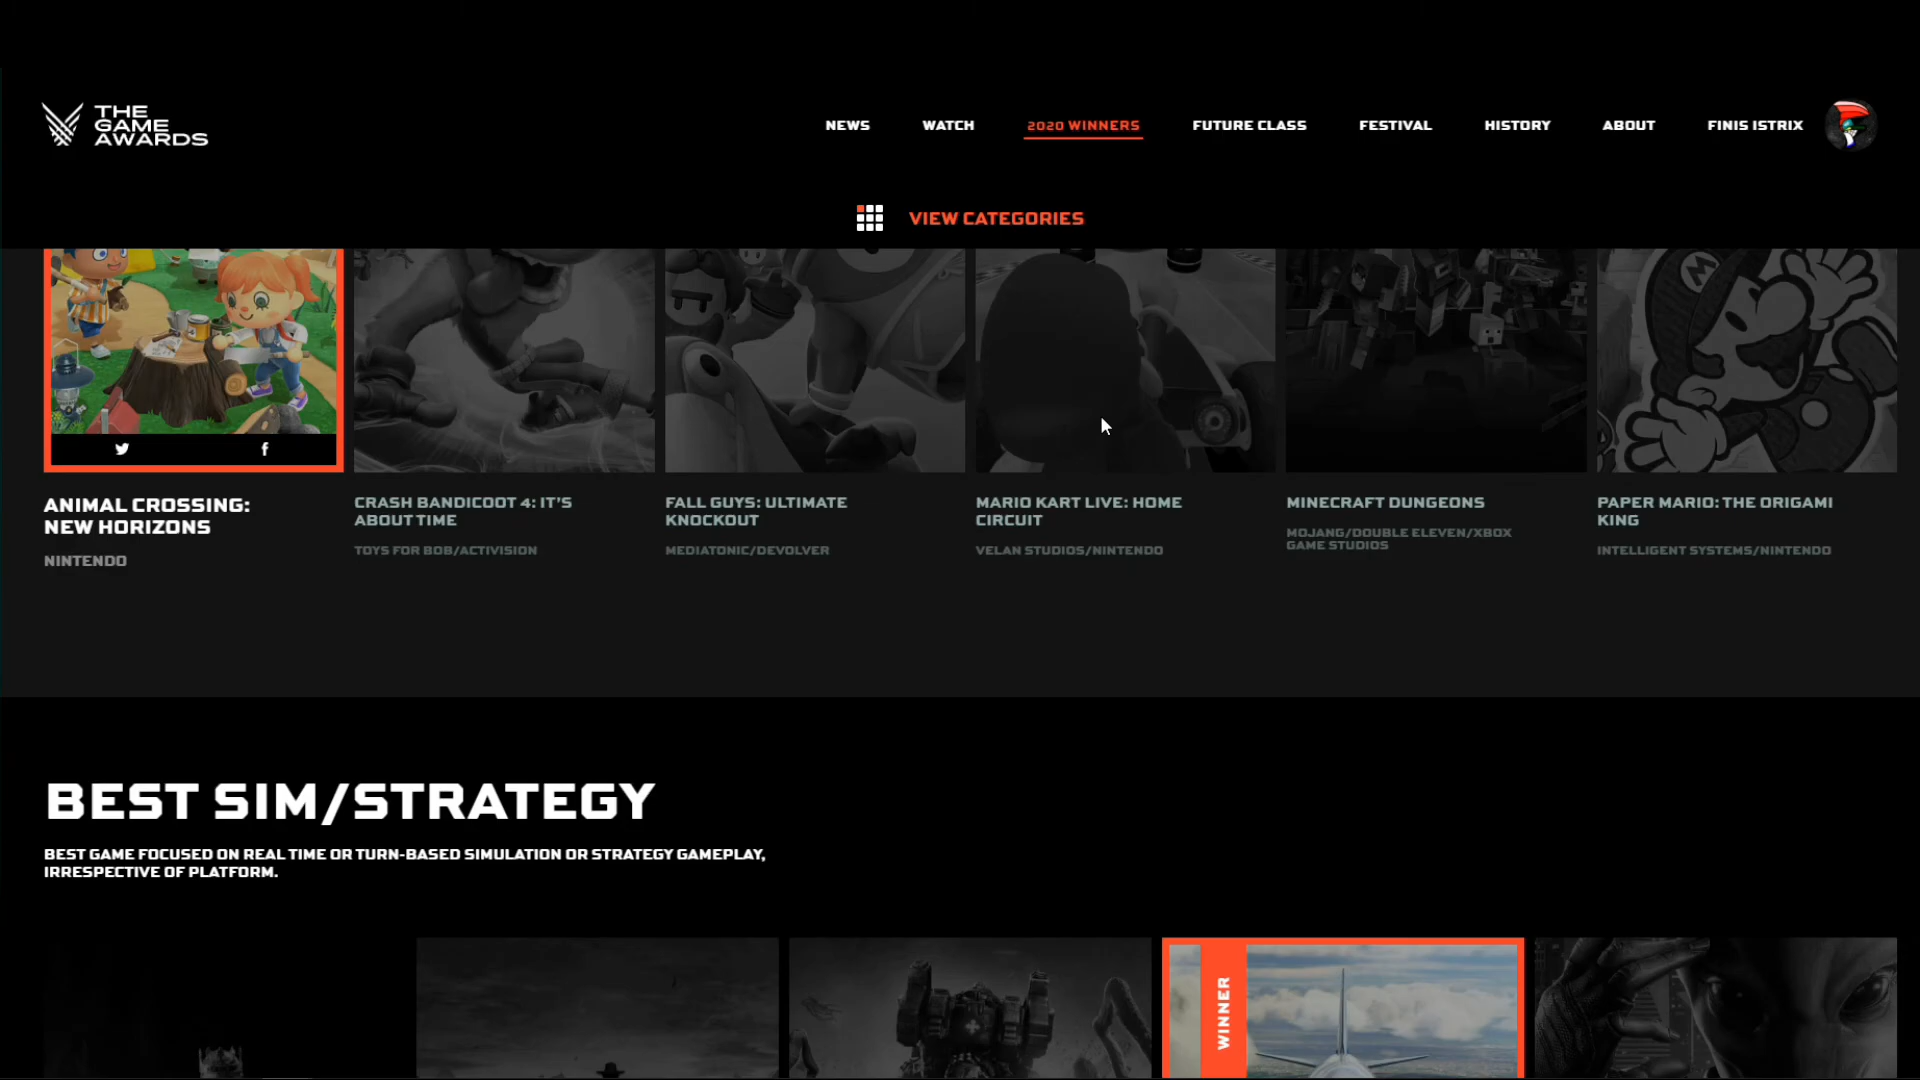 THE
GAME
AWARDS
NEWS
WATCH
2020 WINNERS
FUTURE CLASS
FESTIVAL
HISTORY
ABOUT
FINIS ISTRIX
VIEW CATEGORIES
ANIMAL CROSSING:
NEW HORIZONS
NINTENDO
CRASH BANDICOOT 4: IT'S
ABOUT TIME
TOYS FOR BOB/ACTIVISION
FALL GUYS: ULTIMATE
KNOCKOUT
MEDIATONIC/DEVOLVER
MARIO KART LIVE: HOME
CIRCUIT
VELAN STUDIOS/NINTENDO
MINECRAFT DUNGEONS
MOJANG/DOUBLE ELEVEN/XBOX
GAME STUDIOS
PAPER MARIO: THE ORIGAMI
KING
INTELLIGENT SYSTEMS/NINTENDO
BEST SIM/STRATEGY
BEST GAME FOCUSED ON REAL TIME OR TURN-BASED SIMULATION OR STRATEGY GAMEPLAY,
IRRESPECTIVE OF PLATFORM.
WINNER